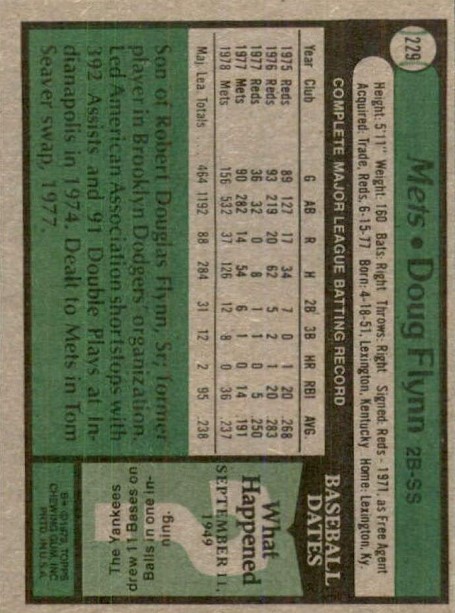 229
Mets • Doug Flynn 2B-SS
Height: 5'11" Weight: 160 Bats: Right Throws: Right Signed: Reds - 1971, as Free Agent
Acquired: Trade, Reds, 6-15-77 Born: 4-18-51, Lexington, Kentucky Home: Lexington, Ky.
COMPLETE MAJOR LEAGUE BATTING RECORD
Year Club G AB R H 2B 3B HR RBI AVG.
1975 Reds 89 127 17 34 7 0 1 20 .268
1976 Reds 93 219 20 62 5 2 1 20 .283
1977 Reds 36 32 0 8 1 1 0 5 .250
1977 Mets 90 282 14 54 6 1 0 14 .191
1978 Mets 156 532 37 126 12 8 0 36 .237
Maj. Lea. Totals 464 1192 88 284 31 12 2 95 .238
Son of Robert Douglas Flynn, Sr., former
player in Brooklyn Dodgers' organization.
Led American Association shortstops with
392 Assists and 91 Double Plays at In-
dianapolis in 1974. Dealt to Mets in Tom
Seaver swap, 1977.
BASEBALL
DATES
What
Happened
SEPTEMBER 11,
1949
?
The Yankees
drew 11 Bases on
Balls in one in-
ning.
B* © 1979 TOPPS
CHEWING GUM, INC.
PRTD. IN U.S.A.